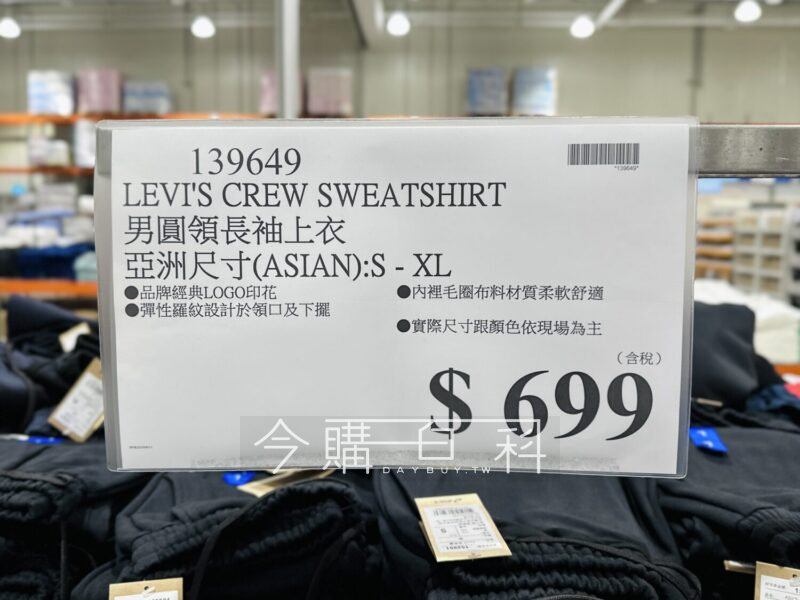 139649
*139649*
LEVI'S CREW SWEATSHIRT
男圓領長袖上衣
亞洲尺寸(ASIAN):S - XL
●品牌經典LOGO印花
●彈性羅紋設計於領口及下擺
●內裡毛圈布料材質柔軟舒適
●實際尺寸跟顏色依現場為主
(含稅)
$ 699
今購百科
DAYBUY.TW